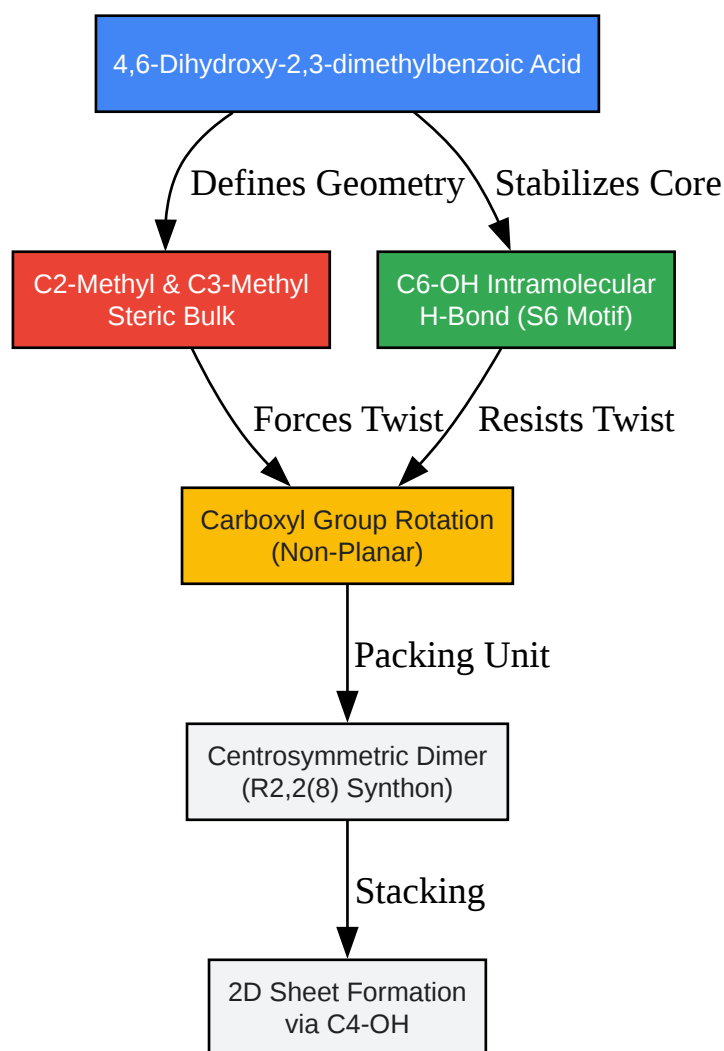 4,6-Dihydroxy-2,3-dimethylbenzoic Acid
Defines Geometry
Stabilizes Core
C2-Methyl & C3-Methyl
Steric Bulk
C6-OH Intramolecular
H-Bond (S6 Motif)
Forces Twist
Resists Twist
Carboxyl Group Rotation
(Non-Planar)
Packing Unit
Centrosymmetric Dimer
(R2,2(8) Synthon)
Stacking
2D Sheet Formation
via C4-OH